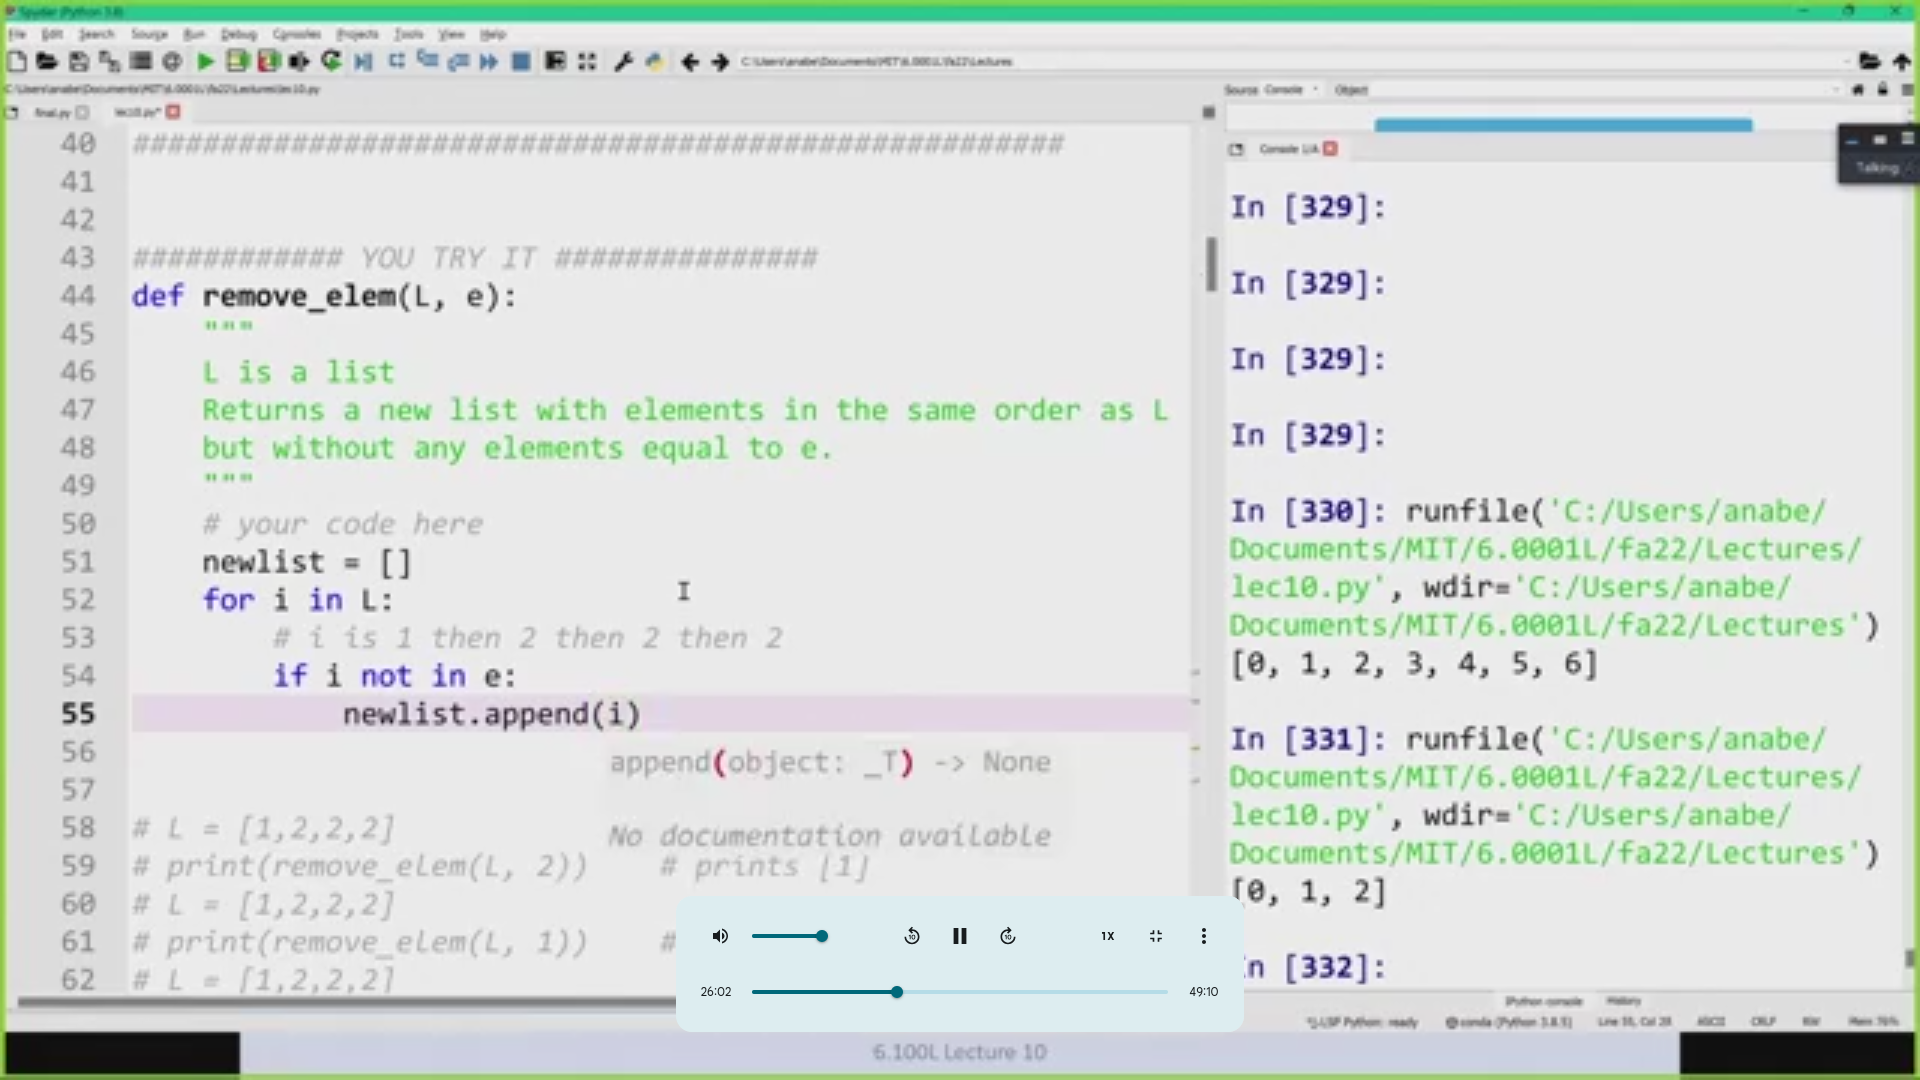 Spyder (Python 3.8)
File Edit Search Source Run Debug Consoles Projects Tools View Help
C:\Users\anabe\Documents\MIT\6.0001L\fa22\Lectures
C:\Users\anabe\Documents\MIT\6.0001L\fa22\Lectures\lec10.py
final.py
lec10.py*
40 #####################################################
41
42
43 ############ YOU TRY IT ###############
44 def remove_elem(L, e):
45 """
46 L is a list
47 Returns a new list with elements in the same order as L
48 but without any elements equal to e.
49 """
50 # your code here
51 newlist = []
52 for i in L:
53 # i is 1 then 2 then 2 then 2
54 if i not in e:
55 newlist.append(i)
append(object: _T) -> None
No documentation available
56
57
58 # L = [1,2,2,2]
59 # print(remove_elem(L, 2)) # prints [1]
60 # L = [1,2,2,2]
61 # print(remove_elem(L, 1)) #
62 # L = [1,2,2,2]
Source Console Object
Console 1/A
Talking:
In [329]:
In [329]:
In [329]:
In [329]:
In [330]: runfile('C:/Users/anabe/
Documents/MIT/6.0001L/fa22/Lectures/
lec10.py', wdir='C:/Users/anabe/
Documents/MIT/6.0001L/fa22/Lectures')
[0, 1, 2, 3, 4, 5, 6]
In [331]: runfile('C:/Users/anabe/
Documents/MIT/6.0001L/fa22/Lectures/
lec10.py', wdir='C:/Users/anabe/
Documents/MIT/6.0001L/fa22/Lectures')
[0, 1, 2]
In [332]:
IPython console History
LSP Python: ready conda (Python 3.8.5) ASCII CRLF RW Mem 76%
10 10 1X
26:02 49:10
6.100L Lecture 10